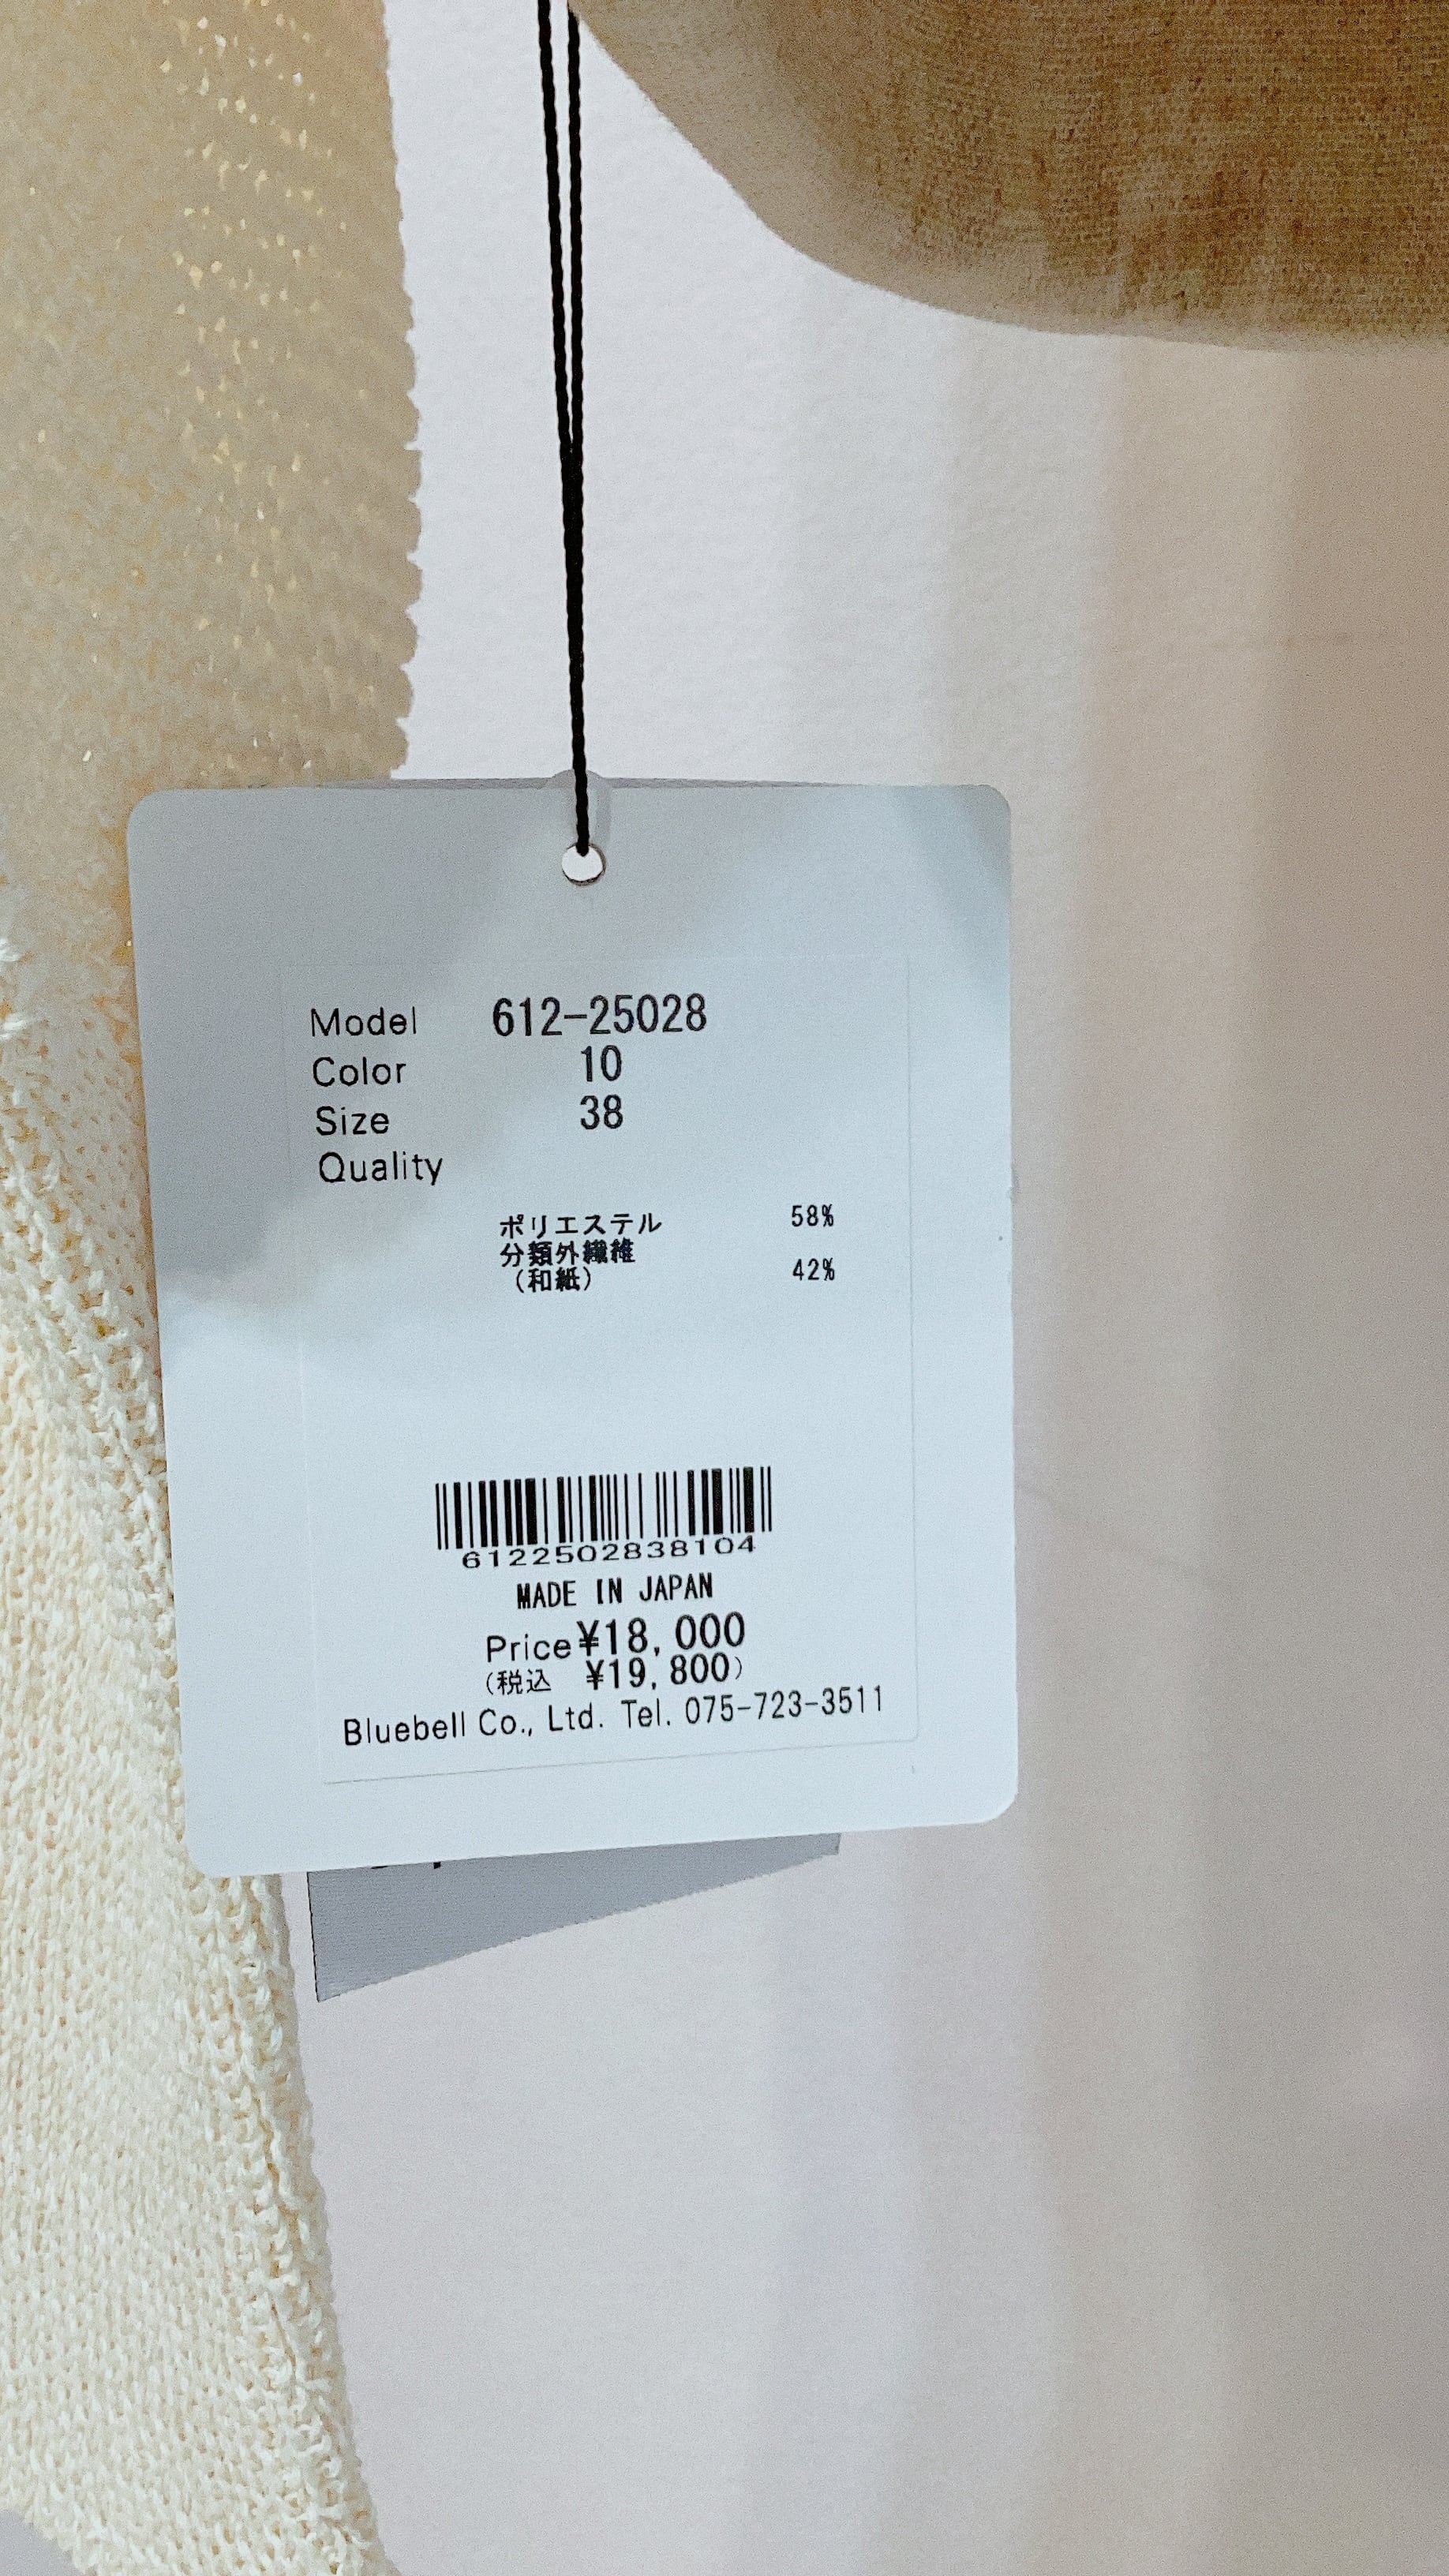 Model 612-25028
Color 10
Size 38
Quality
ポリエステル 58%
分類外繊維
(和紙) 42%
6122502838104
MADE IN JAPAN
Price ¥18,000
(税込 ¥19,800)
Bluebell Co., Ltd. Tel. 075-723-3511